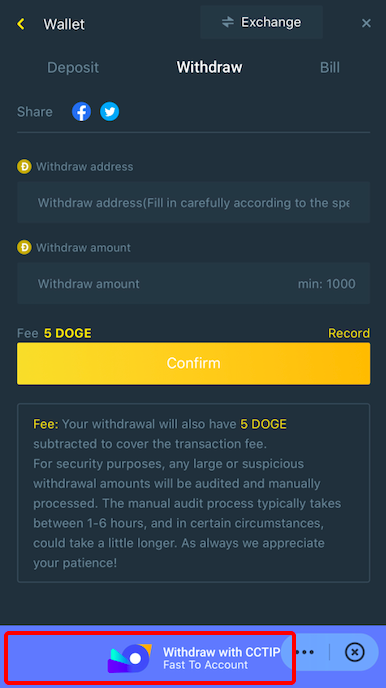 Wallet
Exchange
Deposit
Withdraw
Bill
Share
Withdraw address
Withdraw address(Fill in carefully according to the spe
Withdraw amount
Withdraw amount
min: 1000
Fee 5 DOGE
Record
Confirm
Fee: Your withdrawal will also have 5 DOGE
subtracted to cover the transaction fee.
For security purposes, any large or suspicious
withdrawal amounts will be audited and manually
processed. The manual audit process typically takes
between 1-6 hours, and in certain circumstances,
could take a little longer. As always we appreciate
your patience!
Withdraw with CCTIP
Fast To Account